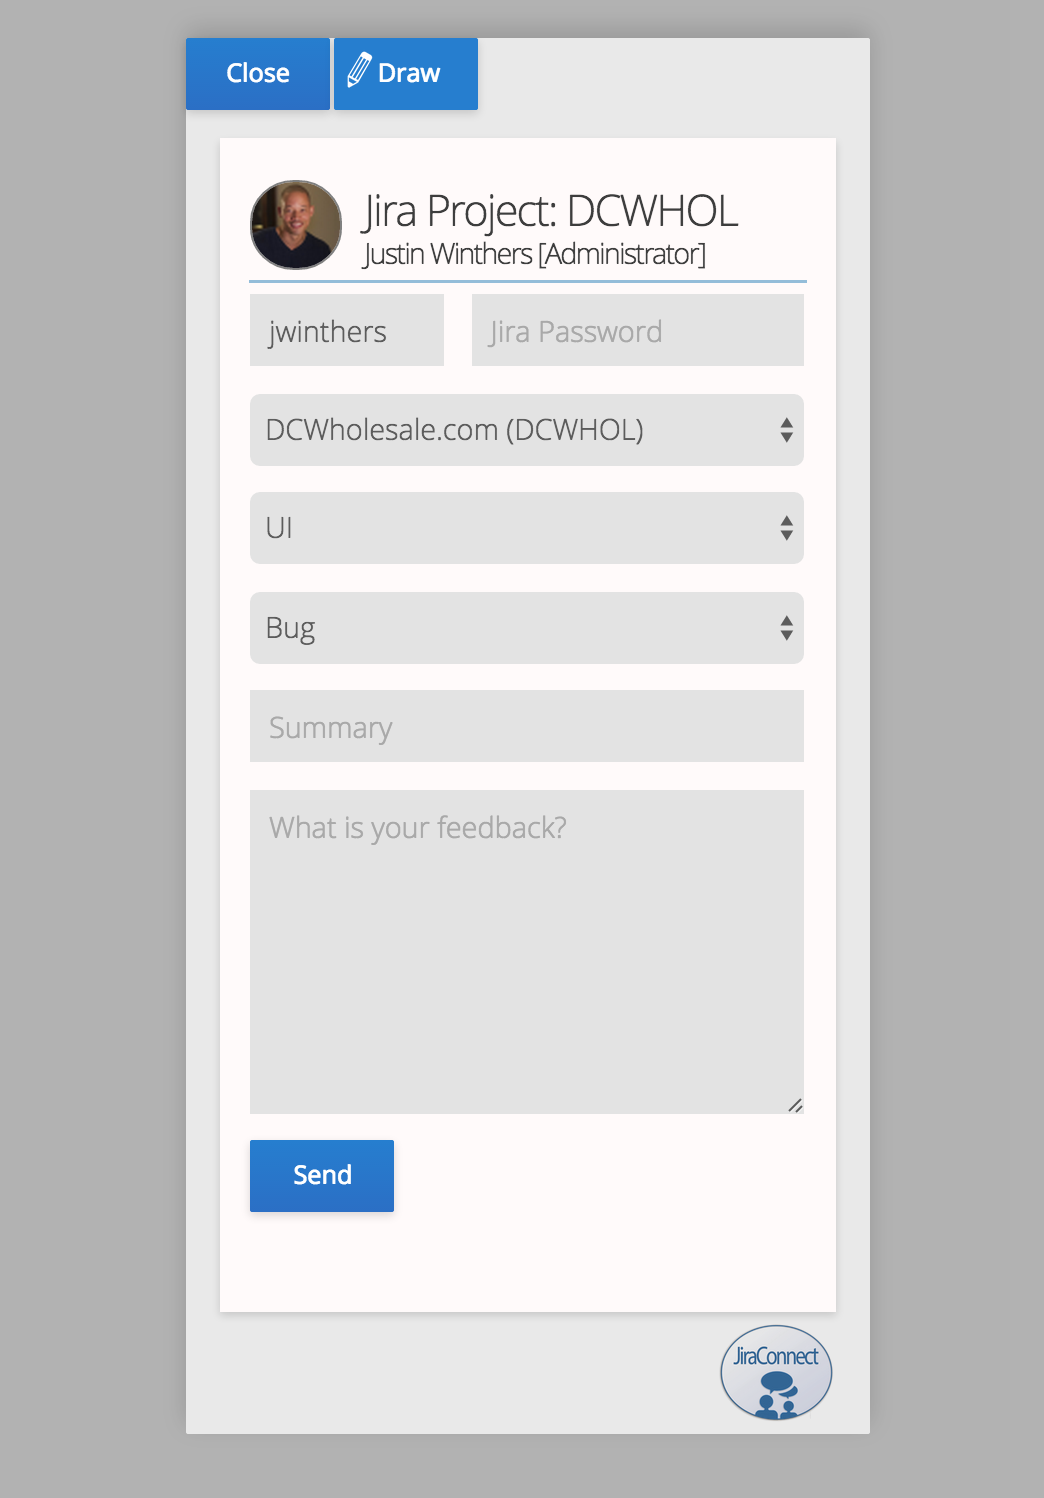 Close
Draw
Jira Project: DCWHOL
Justin Winthers [Administrator]
jwinthers
Jira Password
DCWholesale.com (DCWHOL)
UI
Bug
Summary
What is your feedback?
Send
JiraConnect